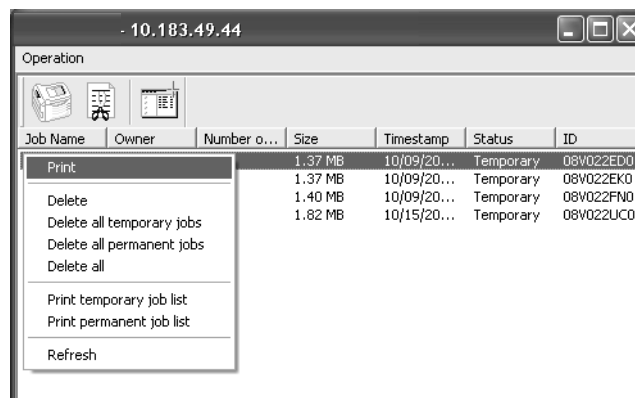 - 10.183.49.44
Operation
Job Name Owner Number o... Size Timestamp Status ID
Print 1.37 MB 10/09/20... Temporary 08V022ED0
1.37 MB 10/09/20... Temporary 08V022EK0
Delete 1.40 MB 10/09/20... Temporary 08V022FN0
Delete all temporary jobs 1.82 MB 10/15/20... Temporary 08V022UC0
Delete all permanent jobs
Delete all
Print temporary job list
Print permanent job list
Refresh